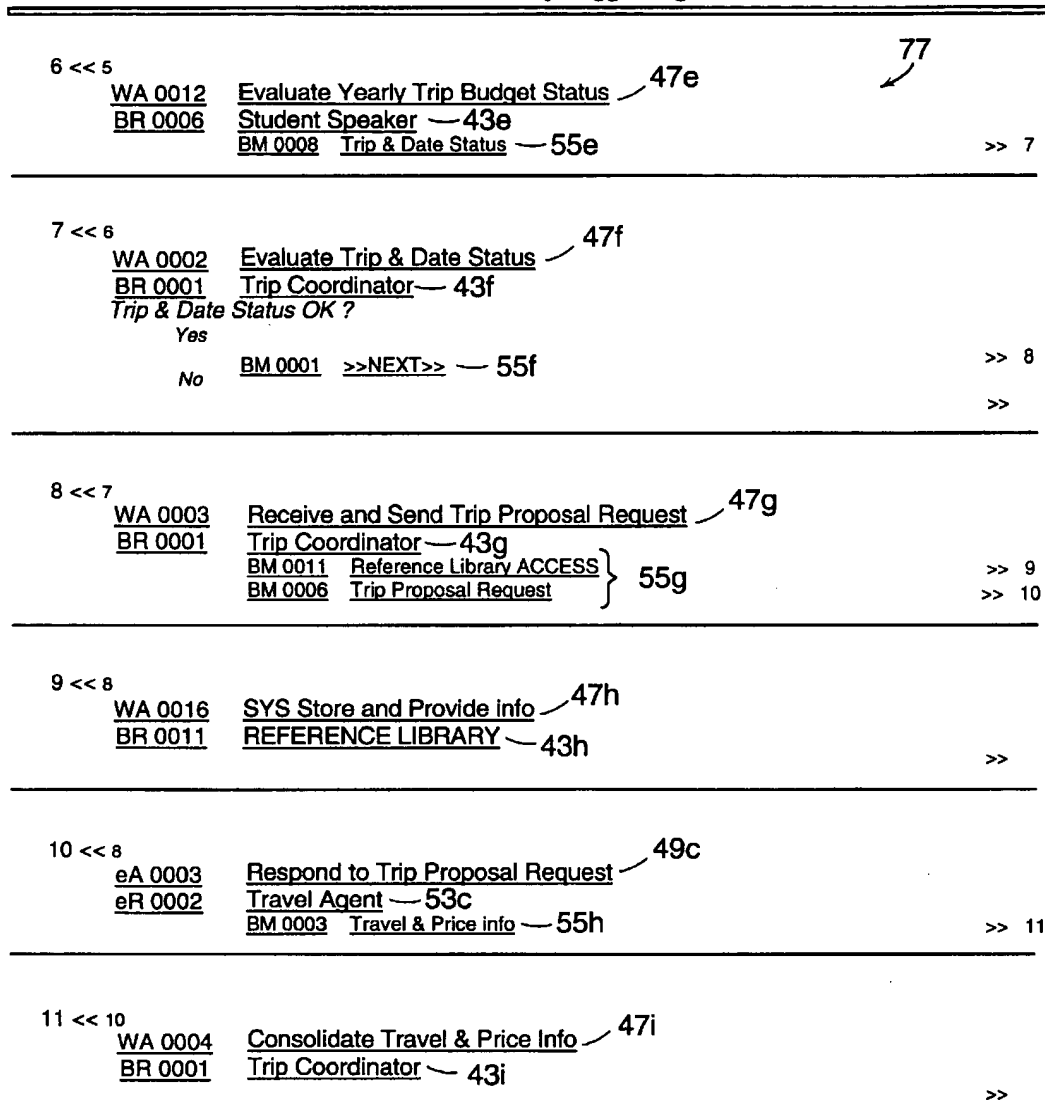 77
6 << 5
WA 0012 Evaluate Yearly Trip Budget Status 47e
BR 0006 Student Speaker 43e
BM 0008 Trip & Date Status 55e >> 7
7 << 6
WA 0002 Evaluate Trip & Date Status 47f
BR 0001 Trip Coordinator 43f
Trip & Date Status OK ?
Yes
BM 0001 >>NEXT>> 55f >> 8
No
>>
8 << 7
WA 0003 Receive and Send Trip Proposal Request 47g
BR 0001 Trip Coordinator 43g
BM 0011 Reference Library ACCESS >> 9
55g
BM 0006 Trip Proposal Request >> 10
9 << 8
WA 0016 SYS Store and Provide info 47h
BR 0011 REFERENCE LIBRARY 43h
>>
10 << 8
eA 0003 Respond to Trip Proposal Request 49c
eR 0002 Travel Agent 53c
BM 0003 Travel & Price info 55h >> 11
11 << 10
WA 0004 Consolidate Travel & Price Info 47i
BR 0001 Trip Coordinator 43i
>>